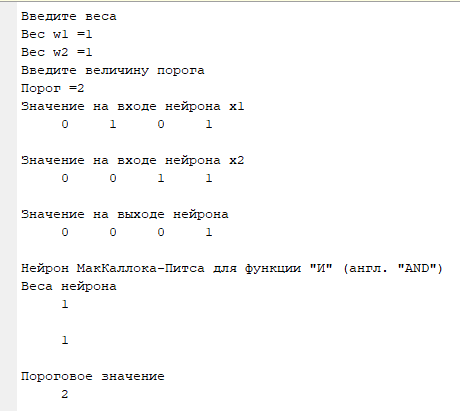 Введите веса
Вес w1 =1
Вес w2 =1
Введите величину порога
Порог =2
Значение на входе нейрона x1
0 1 0 1
Значение на входе нейрона x2
0 0 1 1
Значение на выходе нейрона
0 0 0 1
Нейрон МакКаллока-Питса для функции "И" (англ. "AND")
Веса нейрона
1
1
Пороговое значение
2